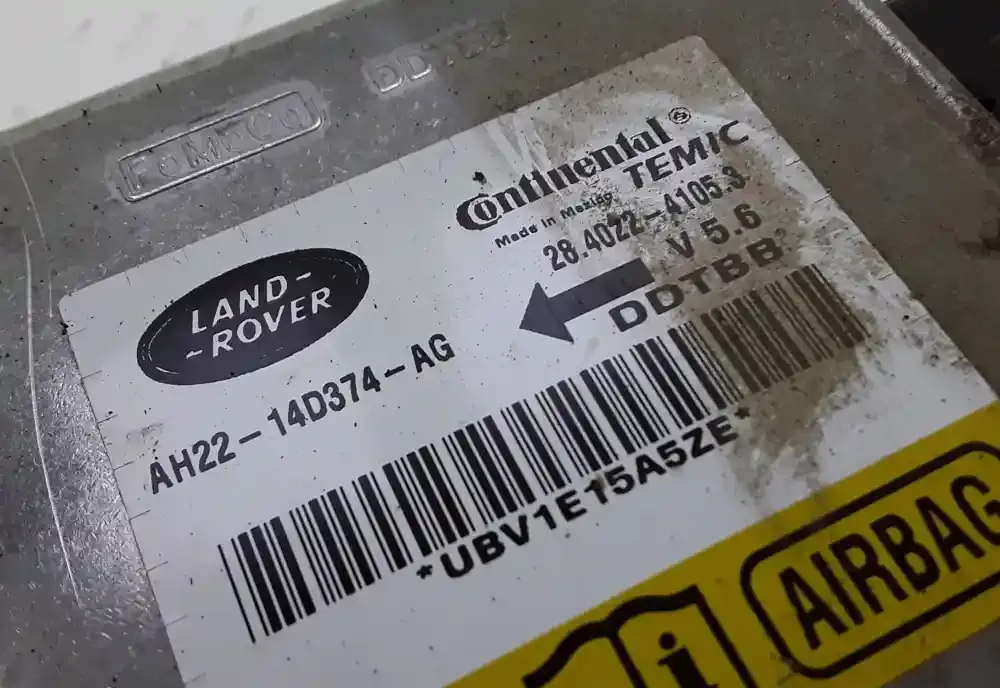 FoMoCo
Continental
TEMIC
Made in Mexico
28.4022-4105.3
V 5.6
DDTBB
LAND-
-ROVER
AH22-14D374-AG
*UBV1E15A5ZE*
AIRBAG
i